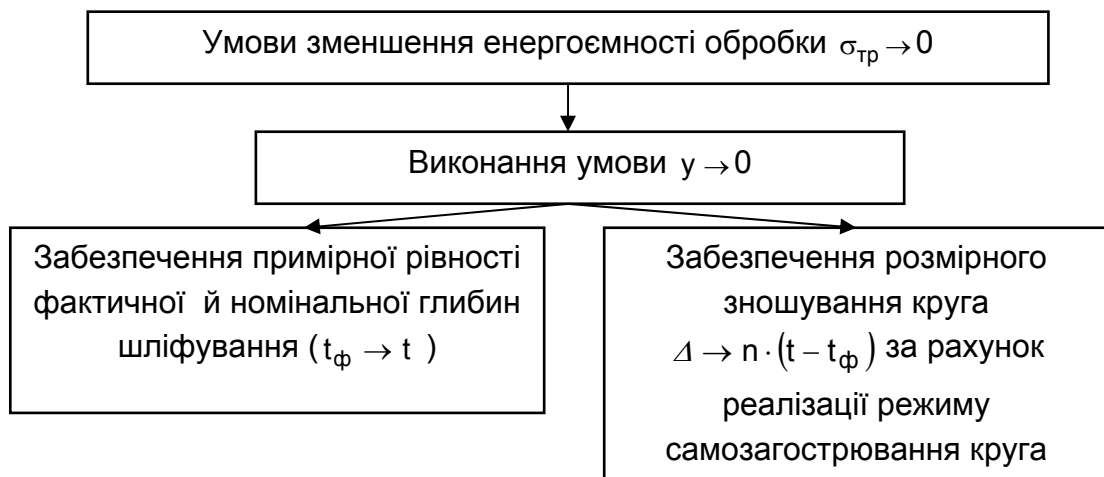 Умови зменшення енергоємності обробки σтр → 0
Виконання умови y → 0
Забезпечення примірної рівності
фактичної й номінальної глибин
шліфування ( tф → t )
Забезпечення розмірного
зношування круга
Δ → n · (t – tф) за рахунок
реалізації режиму
самозагострювання круга